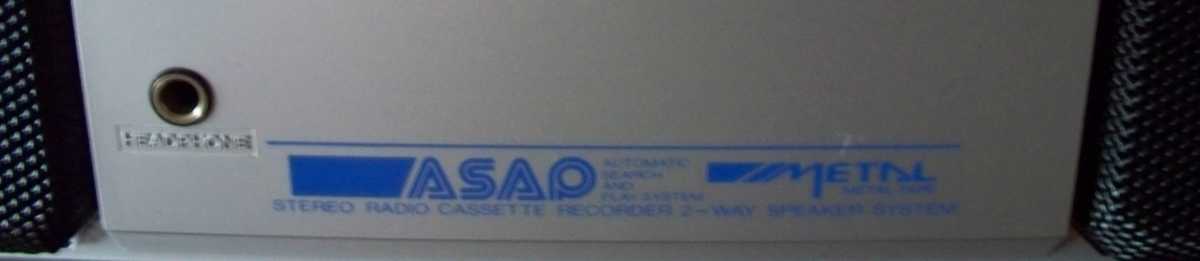 HEADPHONE
ASAP
AUTOMATIC
SEARCH
AND
PLAY SYSTEM
METAL
METAL TAPE
STEREO RADIO CASSETTE RECORDER 2-WAY SPEAKER SYSTEM